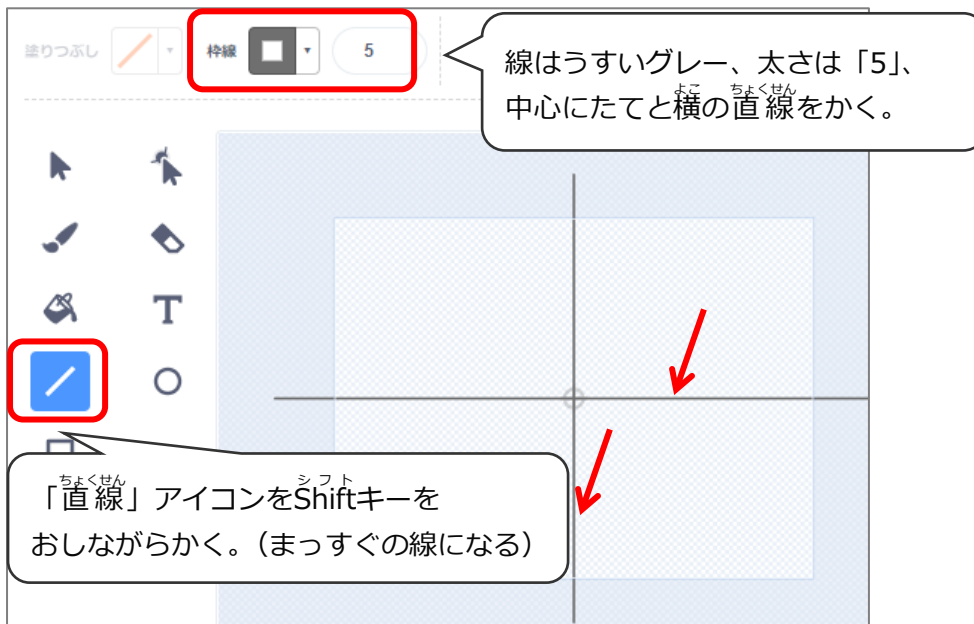 塗りつぶし 枠線 5
線はうすいグレー、太さは「5」、
中心にたてと横の直線をかく。
よこ ちょくせん
T
「直線」アイコンをShiftキーを
ちょくせん シフト
おしながらかく。（まっすぐの線になる）